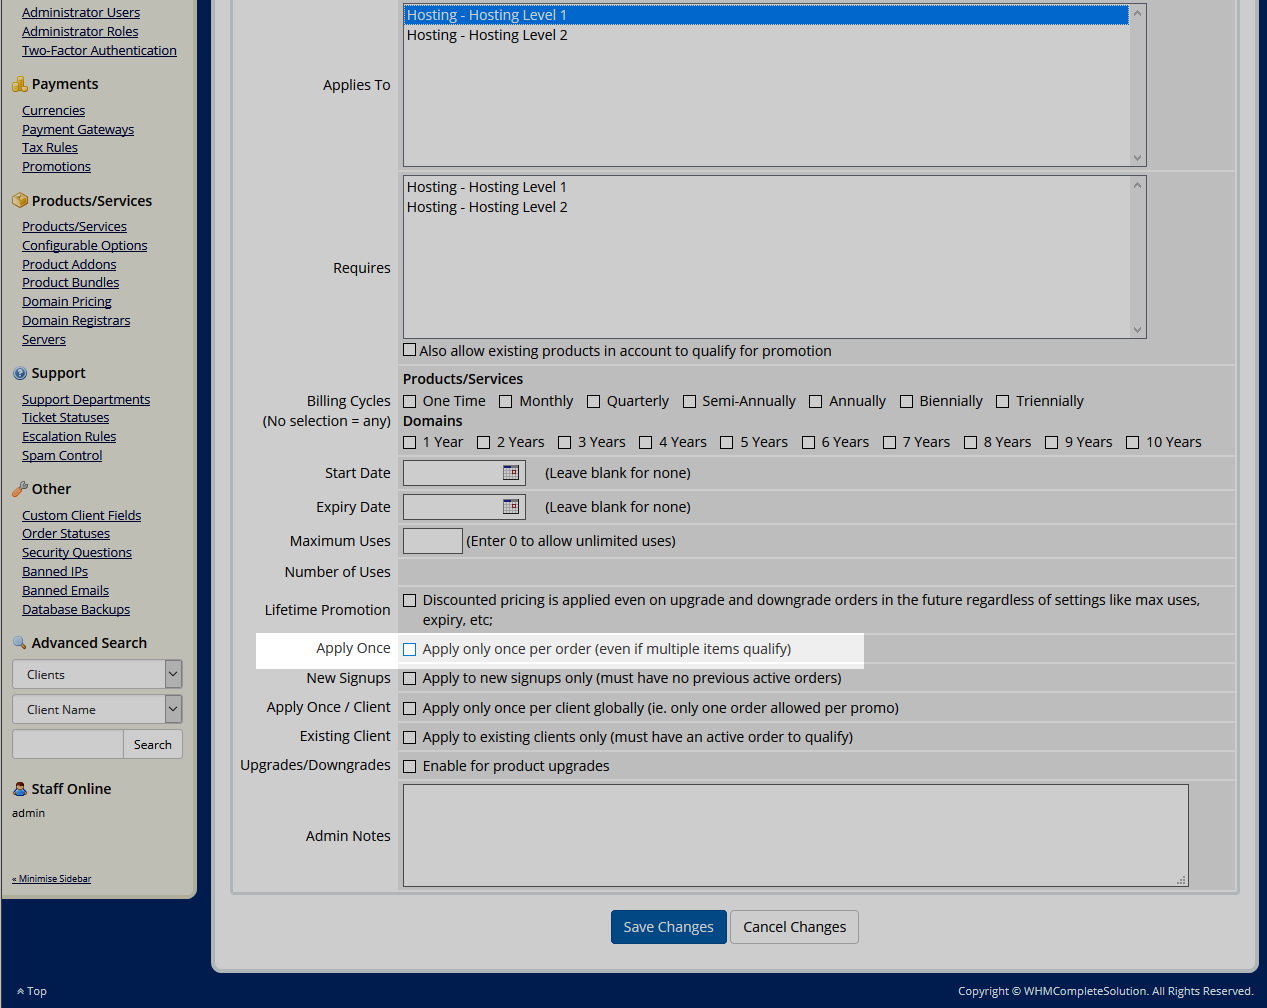 Administrator Users
Administrator Roles
Two-Factor Authentication
Payments
Currencies
Payment Gateways
Tax Rules
Promotions
Products/Services
Products/Services
Configurable Options
Product Addons
Product Bundles
Domain Pricing
Domain Registrars
Servers
Support
Support Departments
Ticket Statuses
Escalation Rules
Spam Control
Other
Custom Client Fields
Order Statuses
Security Questions
Banned IPs
Banned Emails
Database Backups
Advanced Search
Clients
Client Name
Search
Staff Online
admin
« Minimise Sidebar
Hosting - Hosting Level 1
Hosting - Hosting Level 2
Applies To
Hosting - Hosting Level 1
Hosting - Hosting Level 2
Requires
Also allow existing products in account to qualify for promotion
Products/Services
Billing Cycles One Time Monthly Quarterly Semi-Annually Annually Biennially Triennially
(No selection = any) Domains
1 Year 2 Years 3 Years 4 Years 5 Years 6 Years 7 Years 8 Years 9 Years 10 Years
Start Date (Leave blank for none)
Expiry Date (Leave blank for none)
Maximum Uses (Enter 0 to allow unlimited uses)
Number of Uses
Lifetime Promotion Discounted pricing is applied even on upgrade and downgrade orders in the future regardless of settings like max uses,
expiry, etc;
Apply Once Apply only once per order (even if multiple items qualify)
New Signups Apply to new signups only (must have no previous active orders)
Apply Once / Client Apply only once per client globally (ie. only one order allowed per promo)
Existing Client Apply to existing clients only (must have an active order to qualify)
Upgrades/Downgrades Enable for product upgrades
Admin Notes
Save Changes Cancel Changes
Top
Copyright © WHMCompleteSolution. All Rights Reserved.